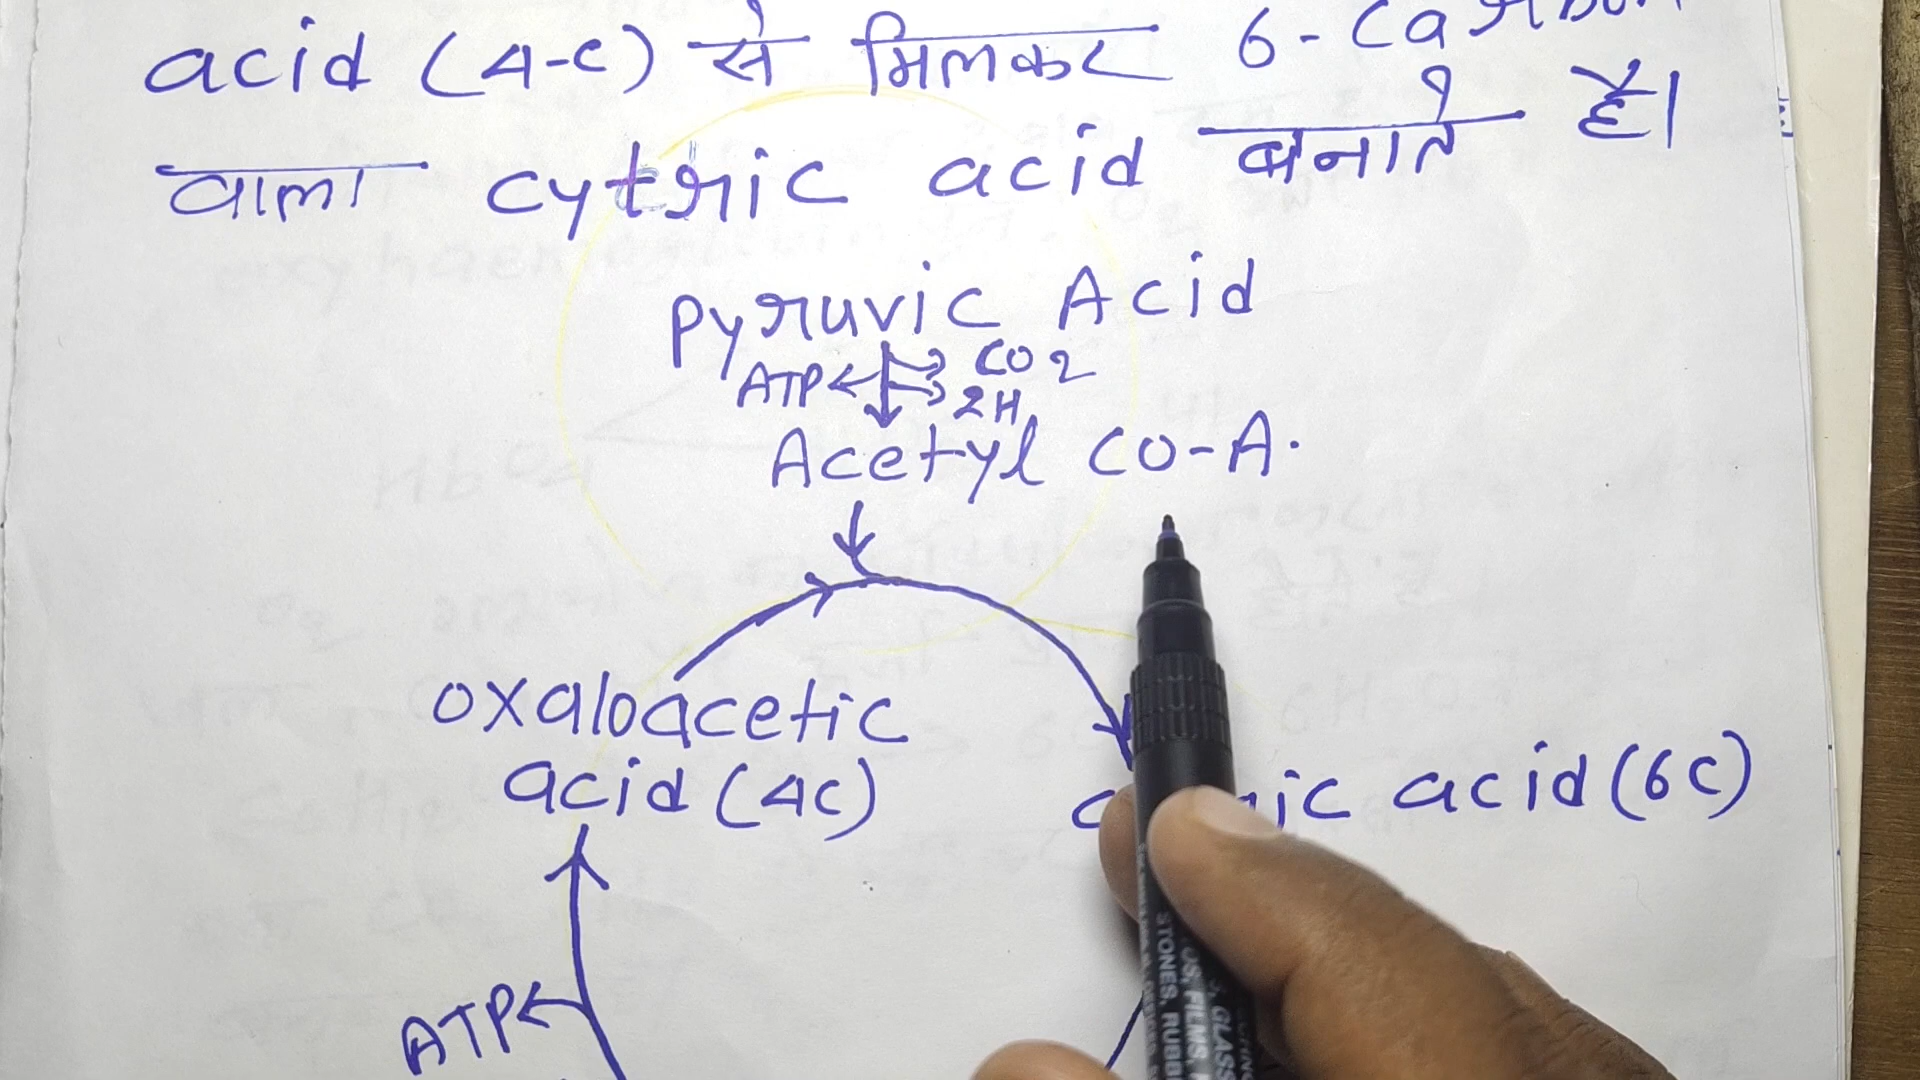 acid (4-c) से मिलकर 6-Carbon
वाला cytric acid बनाते है।
Pyruvic Acid
CO2
ATP
2H
Acetyl CO-A.
oxaloacetic
acid (4C)
acid (6C)
ATP